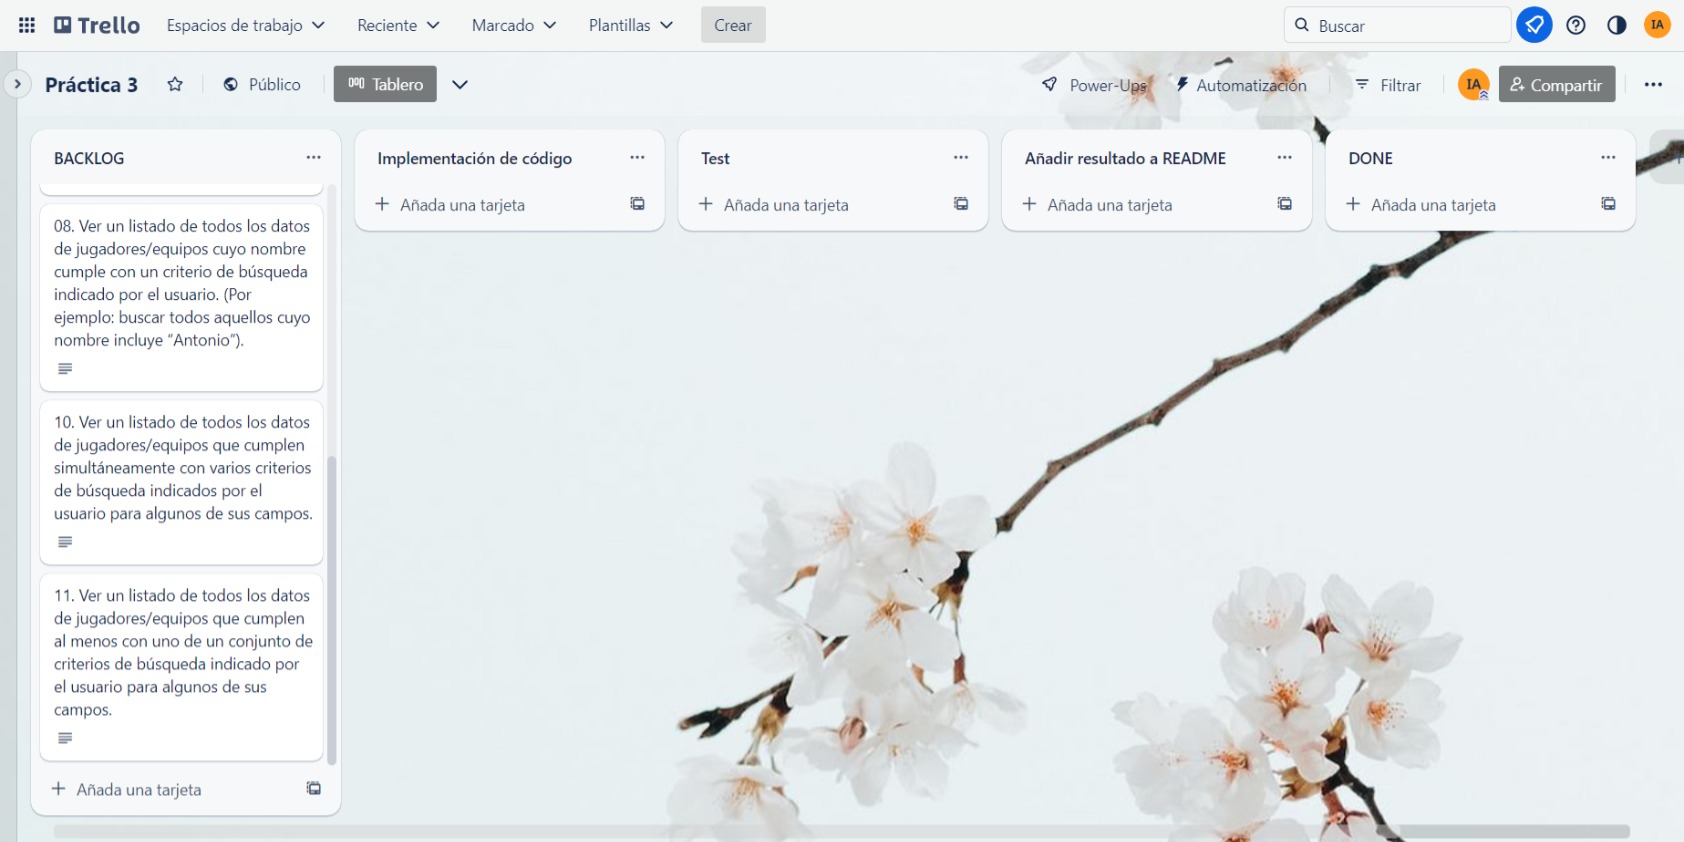 Trello Espacios de trabajo Reciente Marcado Plantillas Crear Buscar IA
Práctica 3 Público Tablero Power-Ups Automatización Filtrar IA Compartir
BACKLOG
08. Ver un listado de todos los datos
de jugadores/equipos cuyo nombre
cumple con un criterio de búsqueda
indicado por el usuario. (Por
ejemplo: buscar todos aquellos cuyo
nombre incluye “Antonio”).
10. Ver un listado de todos los datos
de jugadores/equipos que cumplen
simultáneamente con varios criterios
de búsqueda indicados por el
usuario para algunos de sus campos.
11. Ver un listado de todos los datos
de jugadores/equipos que cumplen
al menos con uno de un conjunto de
criterios de búsqueda indicado por
el usuario para algunos de sus
campos.
+ Añada una tarjeta
Implementación de código
+ Añada una tarjeta
Test
+ Añada una tarjeta
Añadir resultado a README
+ Añada una tarjeta
DONE
+ Añada una tarjeta